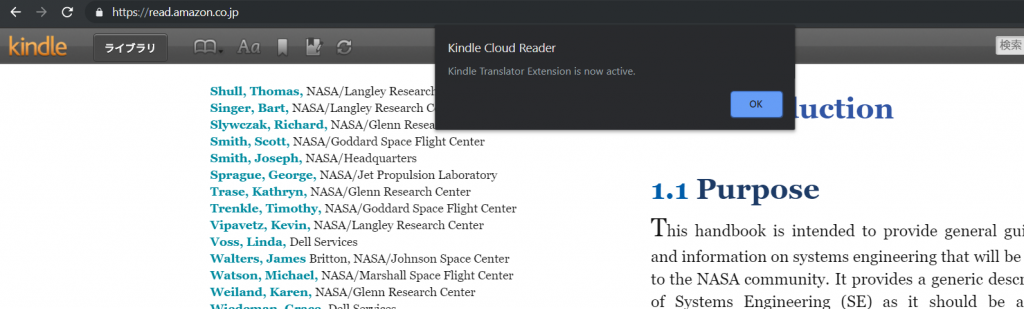 https://read.amazon.co.jp
kindle
ライブラリ
Aa
検索
Kindle Cloud Reader
Kindle Translator Extension is now active.
OK
Shull, Thomas, NASA/Langley Research
Singer, Bart, NASA/Langley Research C
Slywczak, Richard, NASA/Glenn Resea
Smith, Scott, NASA/Goddard Space Flight Center
Smith, Joseph, NASA/Headquarters
Sprague, George, NASA/Jet Propulsion Laboratory
Trase, Kathryn, NASA/Glenn Research Center
Trenkle, Timothy, NASA/Goddard Space Flight Center
Vipavetz, Kevin, NASA/Langley Research Center
Voss, Linda, Dell Services
Walters, James Britton, NASA/Johnson Space Center
Watson, Michael, NASA/Marshall Space Flight Center
Weiland, Karen, NASA/Glenn Research Center
Wiedeman, Grace, Dell Services
uction
1.1 Purpose
This handbook is intended to provide general gui
and information on systems engineering that will be
to the NASA community. It provides a generic descr
of Systems Engineering (SE) as it should be a